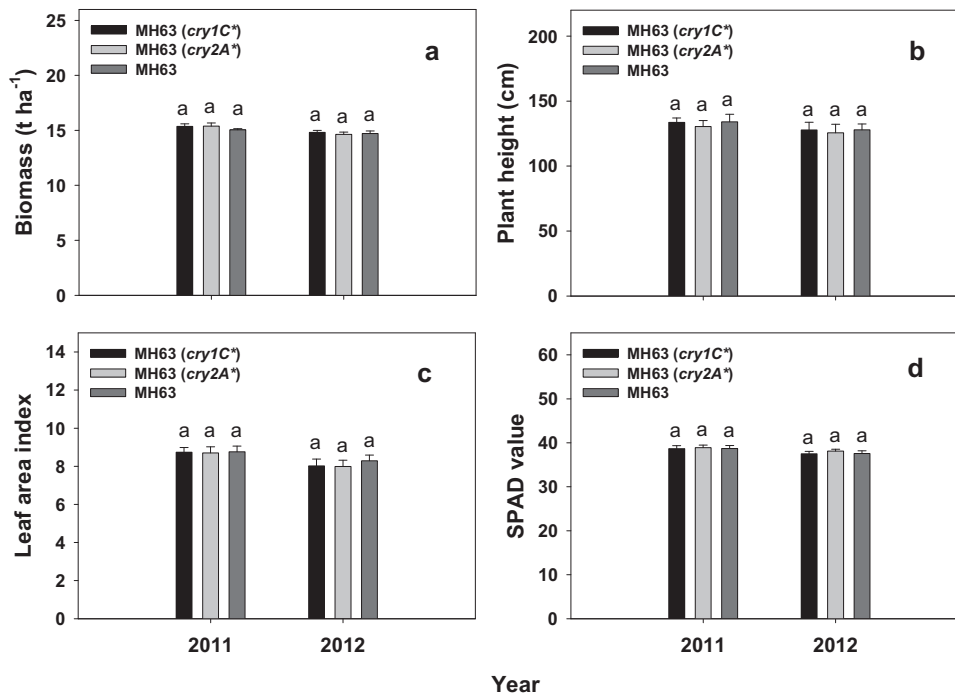 MH63 (cry1C*)
MH63 (cry2A*)
MH63
a
Biomass (t ha-1)
25
20
15
10
5
0
a a a
a a a
MH63 (cry1C*)
MH63 (cry2A*)
MH63
b
Plant height (cm)
200
150
100
50
0
a a a
a a a
MH63 (cry1C*)
MH63 (cry2A*)
MH63
c
Leaf area index
14
12
10
8
6
4
2
0
a a a
a a a
2011 2012
MH63 (cry1C*)
MH63 (cry2A*)
MH63
d
SPAD value
60
50
40
30
20
10
0
a a a
a a a
2011 2012
Year